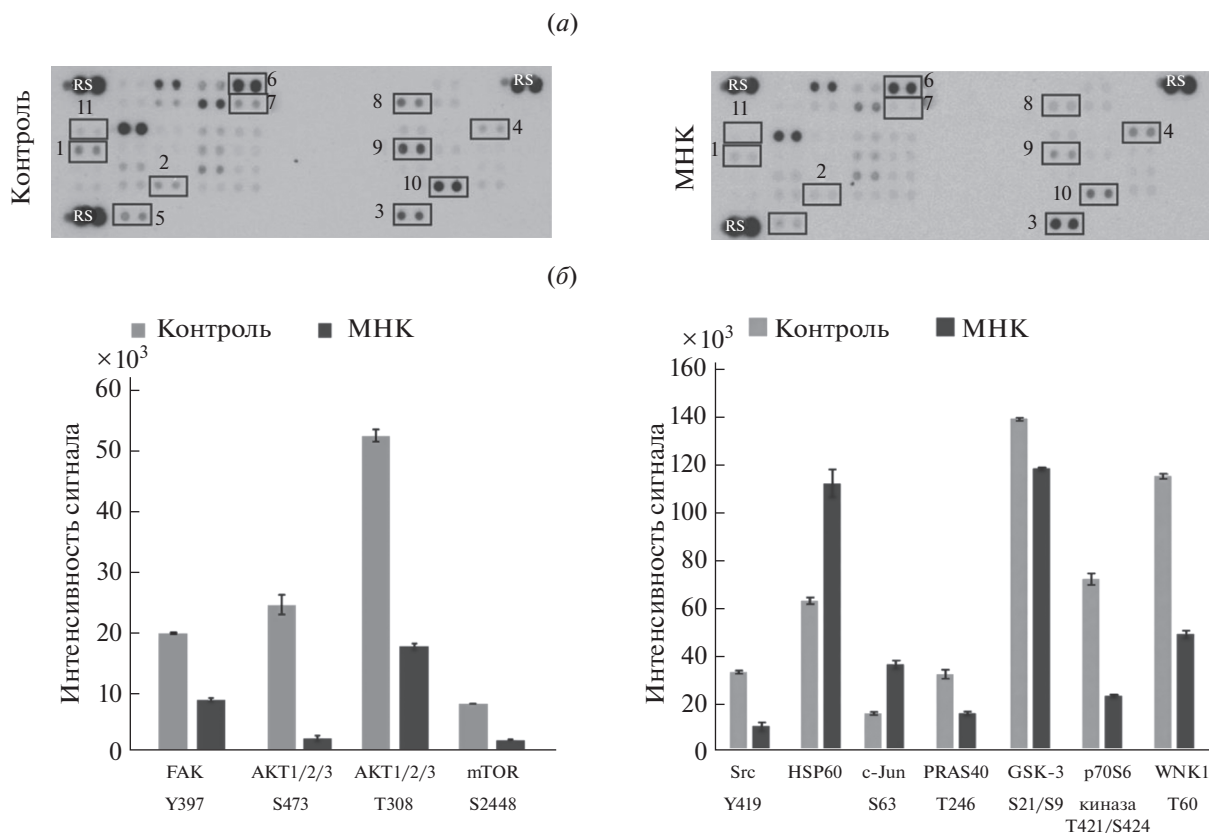 (а)
Контроль
RS
6
RS
11
7
8
4
1
9
2
10
RS
5
3
МНК
RS
6
RS
11
7
8
4
1
9
2
10
RS
3
(б)
Контроль МНК
×10³
Интенсивность сигнала
60
50
40
30
20
10
0
FAK AKT1/2/3 AKT1/2/3 mTOR
Y397 S473 T308 S2448
Контроль МНК
×10³
Интенсивность сигнала
160
140
120
100
80
60
40
20
0
Src HSP60 c-Jun PRAS40 GSK-3 p70S6 WNK1
Y419 S63 T246 S21/S9 киназа T60
T421/S424